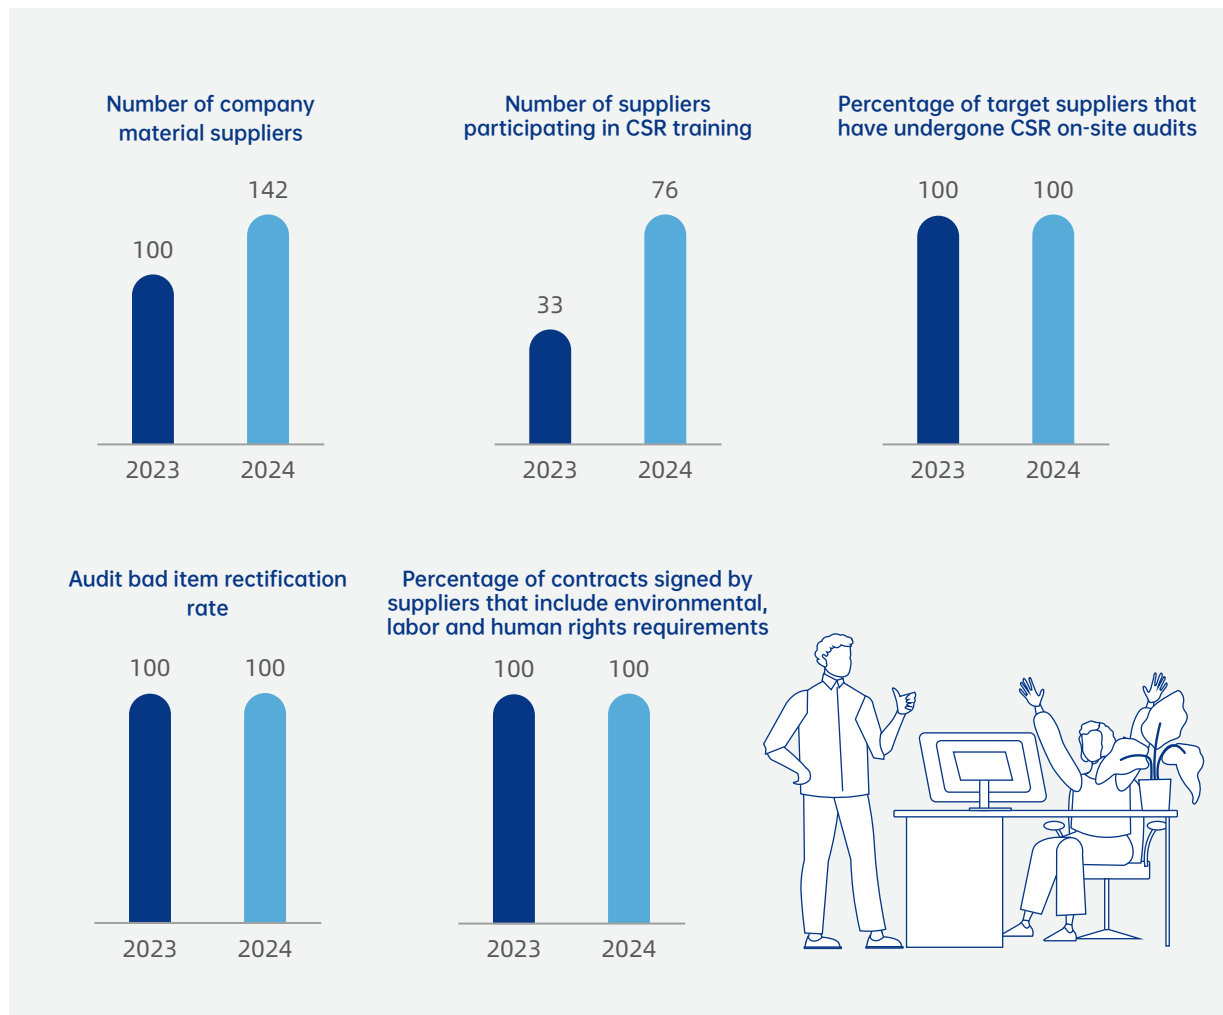 Number of company
material suppliers
100
142
2023
2024
Number of suppliers
participating in CSR training
33
76
2023
2024
Percentage of target suppliers that
have undergone CSR on-site audits
100
100
2023
2024
Audit bad item rectification
rate
100
100
2023
2024
Percentage of contracts signed by
suppliers that include environmental,
labor and human rights requirements
100
100
2023
2024